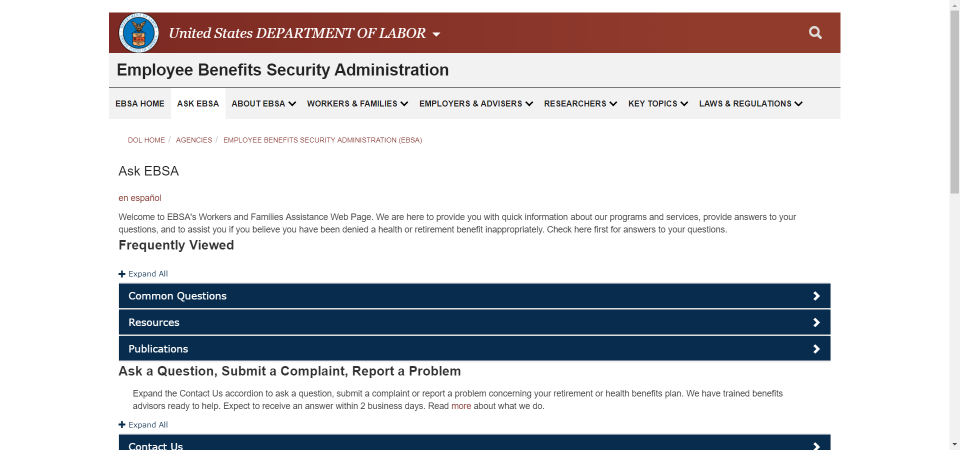 United States DEPARTMENT OF LABOR
Employee Benefits Security Administration
EBSA HOME ASK EBSA ABOUT EBSA WORKERS & FAMILIES EMPLOYERS & ADVISERS RESEARCHERS KEY TOPICS LAWS & REGULATIONS
DOL HOME / AGENCIES / EMPLOYEE BENEFITS SECURITY ADMINISTRATION (EBSA)
Ask EBSA
en español
Welcome to EBSA's Workers and Families Assistance Web Page. We are here to provide you with quick information about our programs and services, provide answers to your
questions, and to assist you if you believe you have been denied a health or retirement benefit inappropriately. Check here first for answers to your questions.
Frequently Viewed
Expand All
Common Questions
Resources
Publications
Ask a Question, Submit a Complaint, Report a Problem
Expand the Contact Us accordion to ask a question, submit a complaint or report a problem concerning your retirement or health benefits plan. We have trained benefits
advisors ready to help. Expect to receive an answer within 2 business days. Read more about what we do.
Expand All
Contact Us